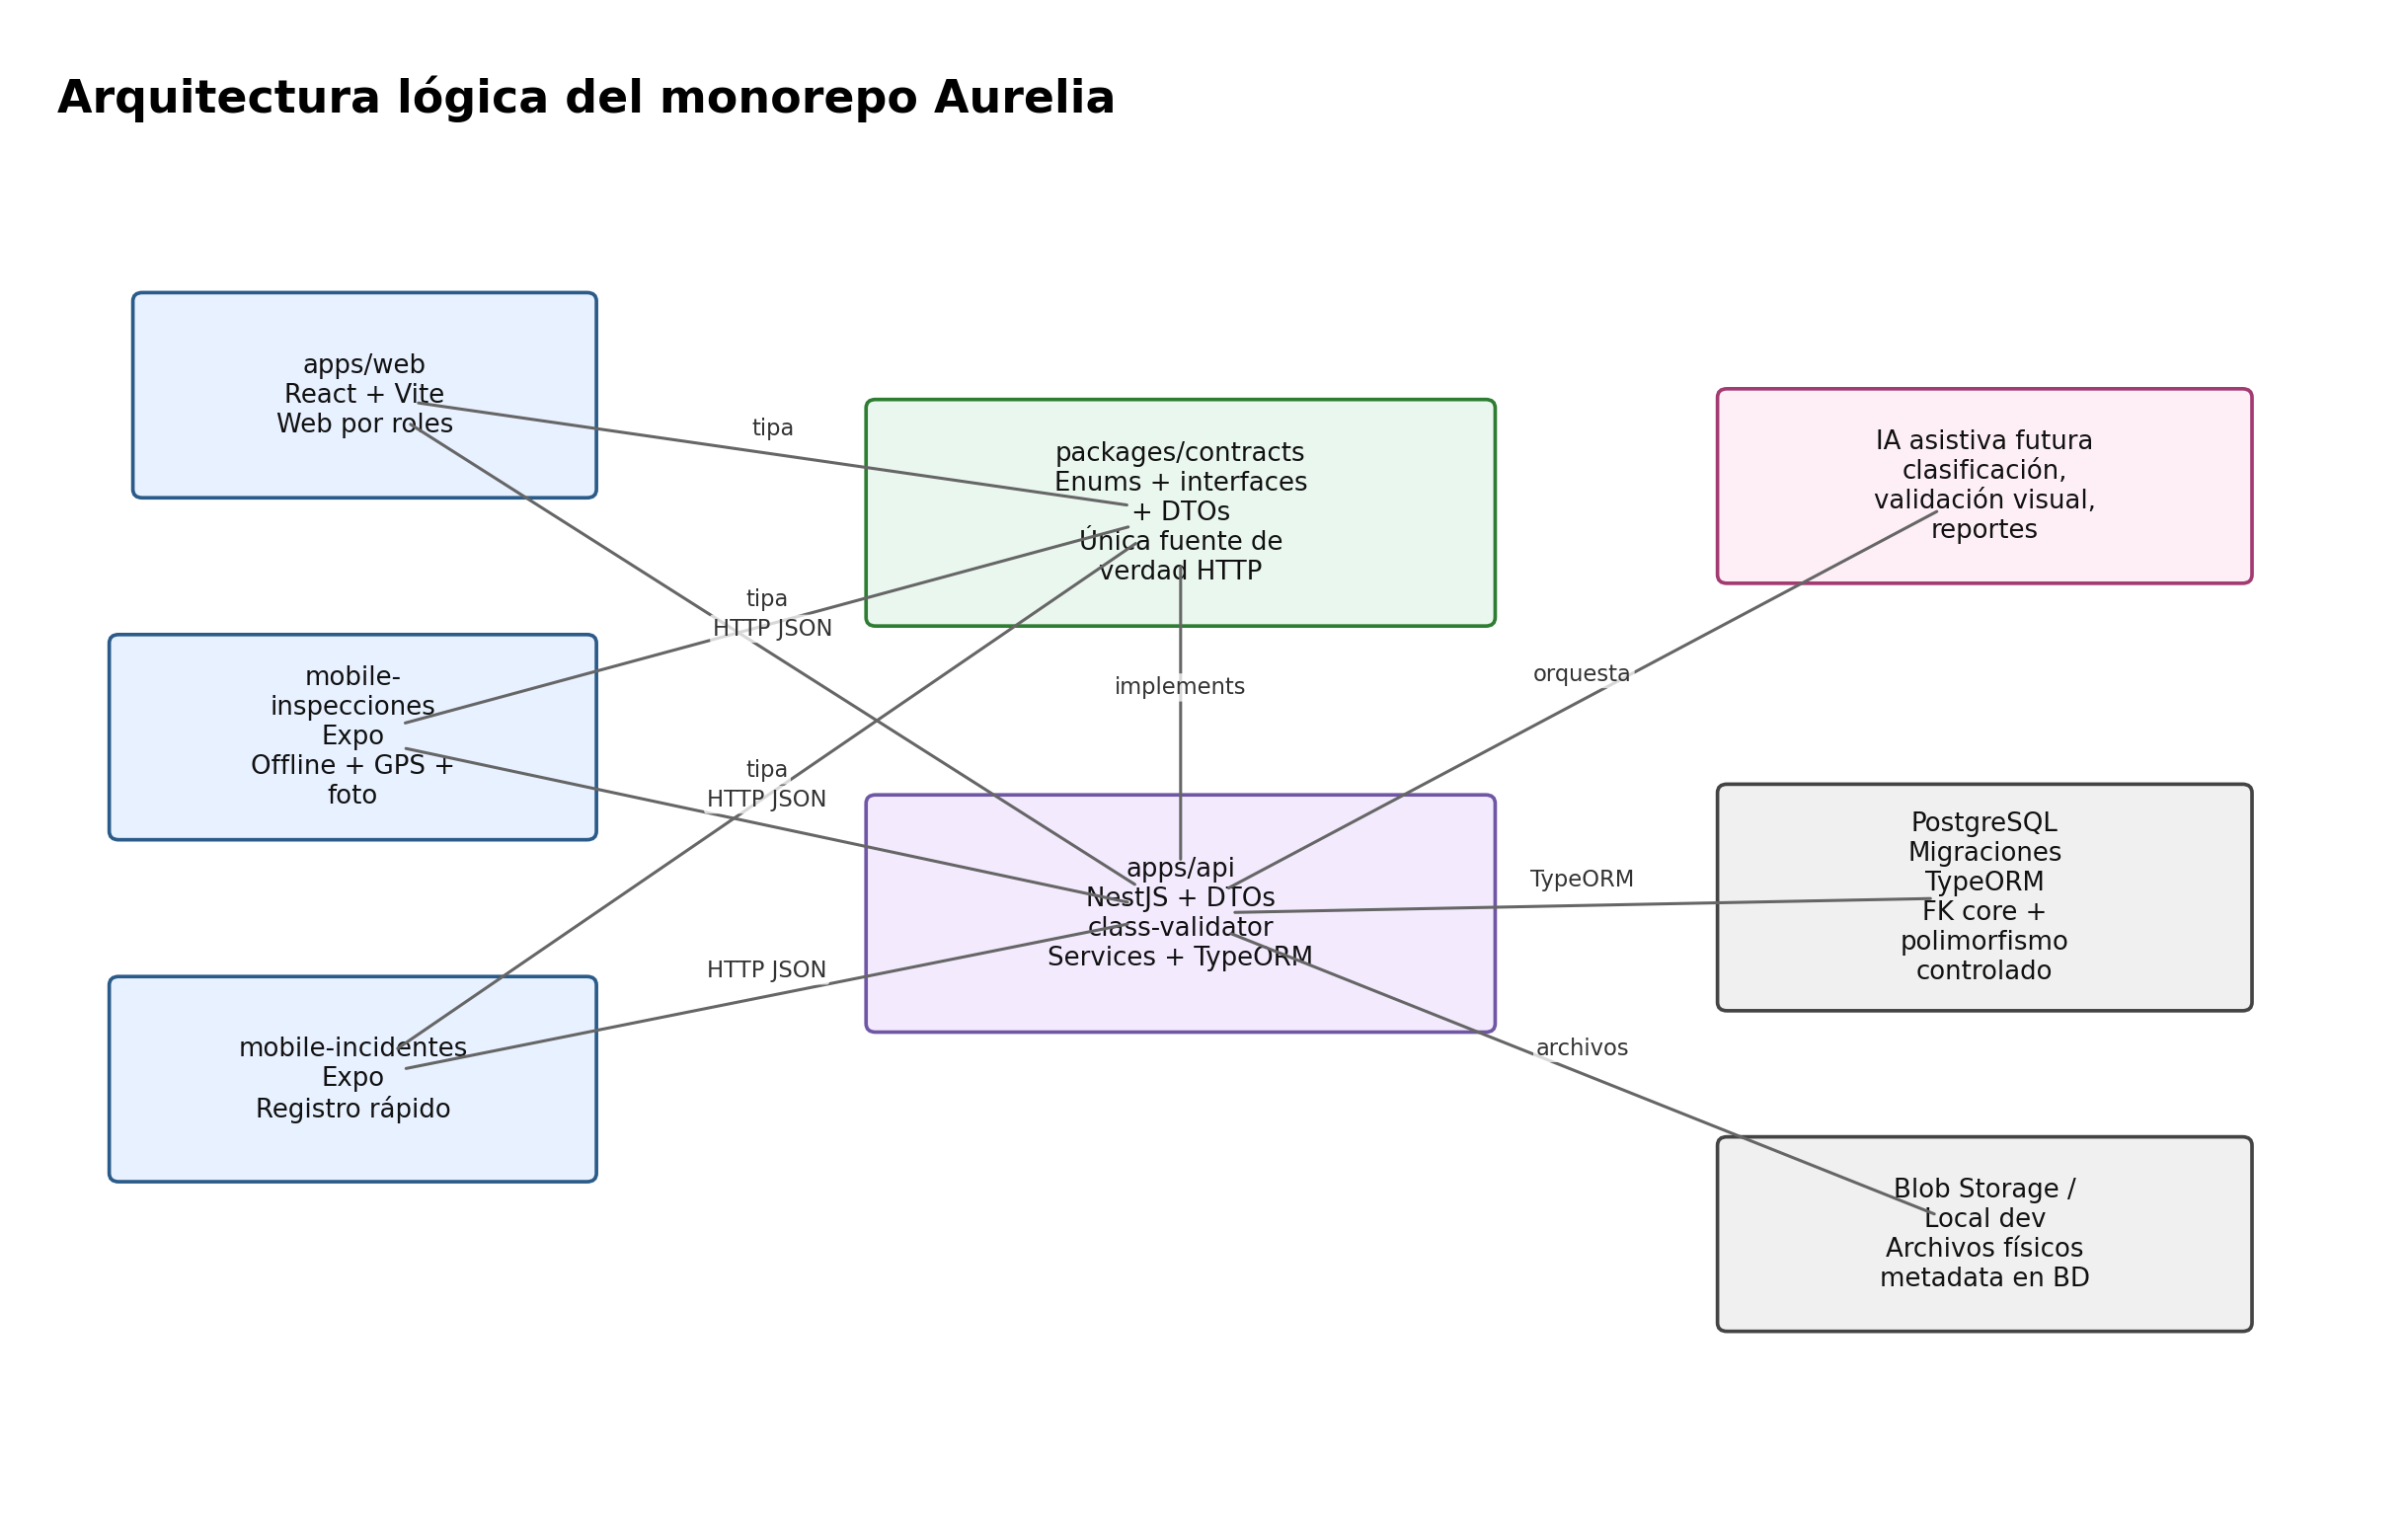 Arquitectura lógica del monorepo Aurelia
apps/web
React + Vite
Web por roles
tipa
packages/contracts
Enums + interfaces
+ DTOs
Única fuente de
verdad HTTP
IA asistiva futura
clasificación,
validación visual,
reportes
tipa
HTTP JSON
mobile-
inspecciones
Expo
Offline + GPS +
foto
implements
orquesta
tipa
HTTP JSON
apps/api
NestJS + DTOs
class-validator
Services + TypeORM
TypeORM
PostgreSQL
Migraciones
TypeORM
FK core +
polimorfismo
controlado
HTTP JSON
mobile-incidentes
Expo
Registro rápido
archivos
Blob Storage /
Local dev
Archivos físicos
metadata en BD